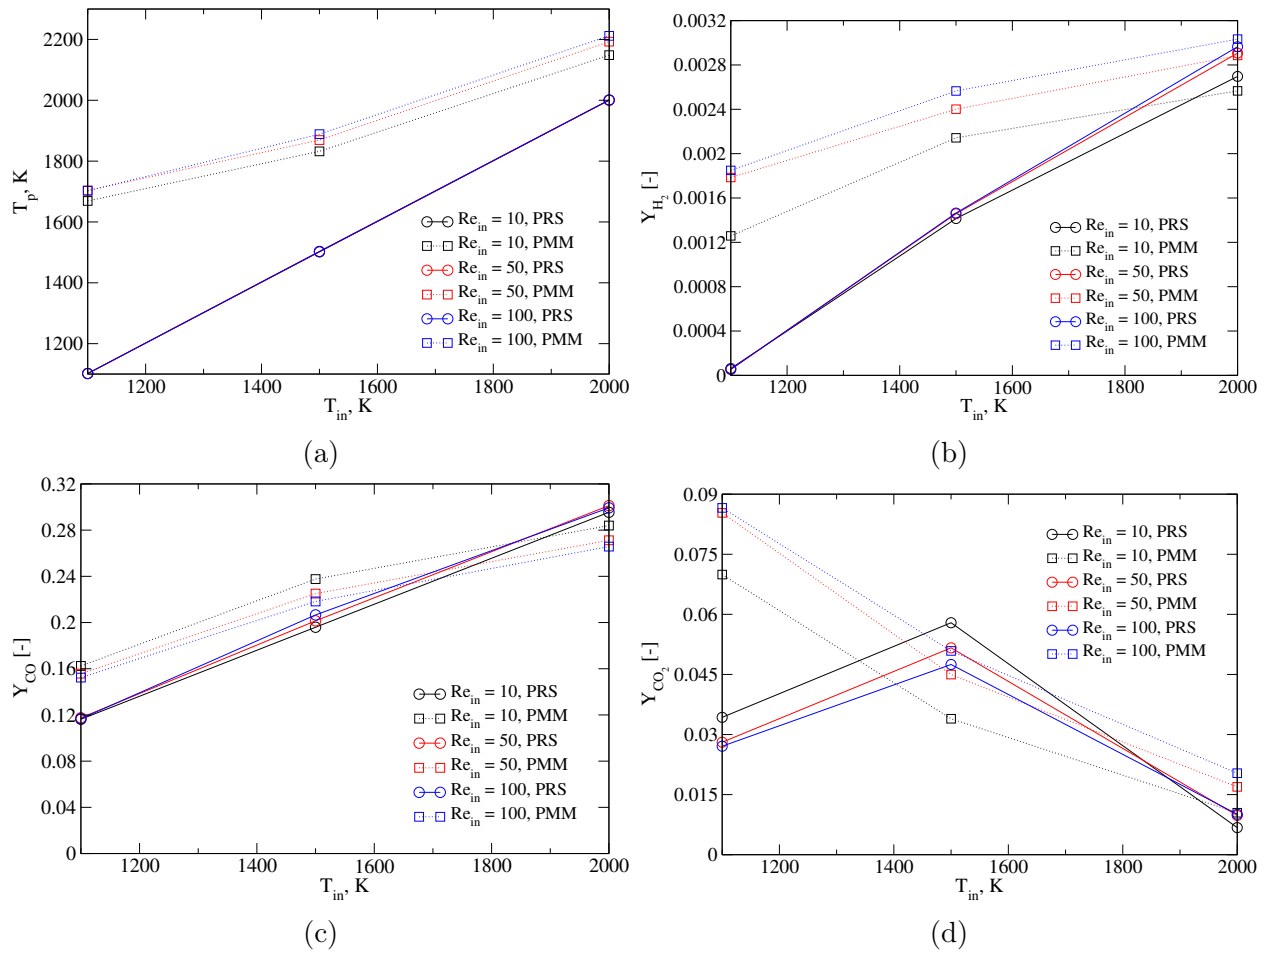 2200
2000
1800
1600
1400
1200
T_p, K
Re_in = 10, PRS
Re_in = 10, PMM
Re_in = 50, PRS
Re_in = 50, PMM
Re_in = 100, PRS
Re_in = 100, PMM
1200 1400 1600 1800 2000
T_in, K
(a)
0.0032
0.0028
0.0024
0.002
0.0016
0.0012
0.0008
0.0004
0
Y_H_2 [-]
Re_in = 10, PRS
Re_in = 10, PMM
Re_in = 50, PRS
Re_in = 50, PMM
Re_in = 100, PRS
Re_in = 100, PMM
1200 1400 1600 1800 2000
T_in, K
(b)
0.32
0.28
0.24
0.2
0.16
0.12
0.08
0.04
0
Y_CO [-]
Re_in = 10, PRS
Re_in = 10, PMM
Re_in = 50, PRS
Re_in = 50, PMM
Re_in = 100, PRS
Re_in = 100, PMM
1200 1400 1600 1800 2000
T_in, K
(c)
0.09
0.075
0.06
0.045
0.03
0.015
0
Y_CO_2 [-]
Re_in = 10, PRS
Re_in = 10, PMM
Re_in = 50, PRS
Re_in = 50, PMM
Re_in = 100, PRS
Re_in = 100, PMM
1200 1400 1600 1800 2000
T_in, K
(d)